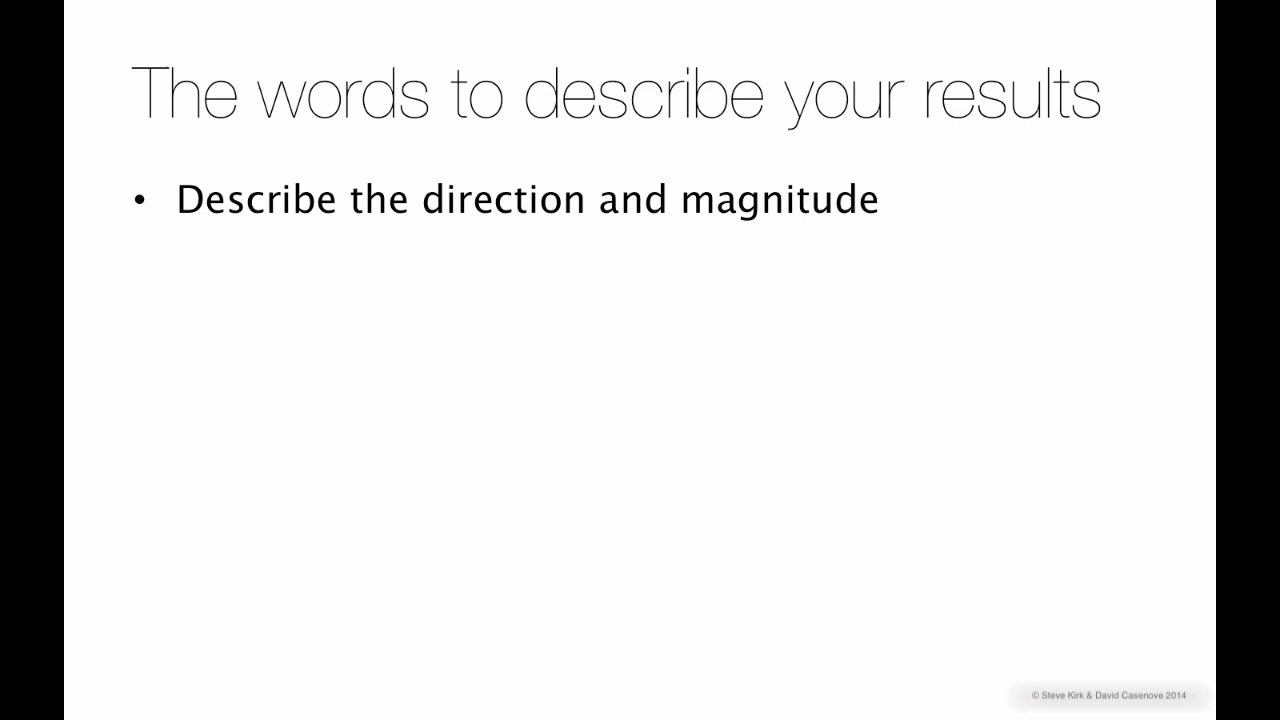 The words to describe your results
• Describe the direction and magnitude
© Steve Kirk & David Casenove 2014